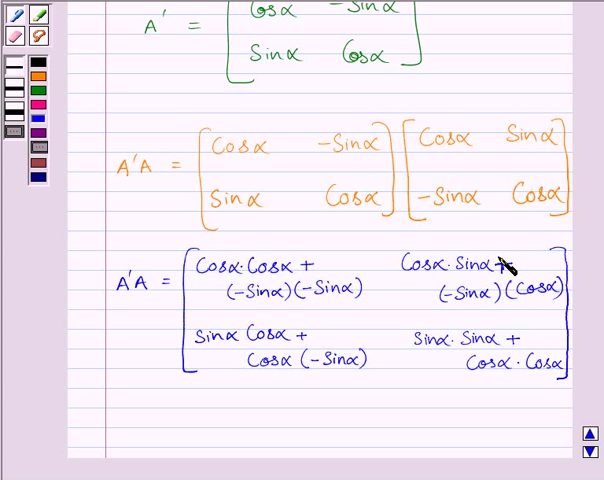 Cosα -Sinα
A' =
Sinα Cosα
Cosα -Sinα Cosα Sinα
A'A =
Sinα Cosα -Sinα Cosα
Cosα·Cosα + Cosα·Sinα +
A'A = (-Sinα)(-Sinα) (-Sinα)(Cosα)
Sinα Cosα + Sinα·Sinα +
Cosα (-Sinα) Cosα·Cosα